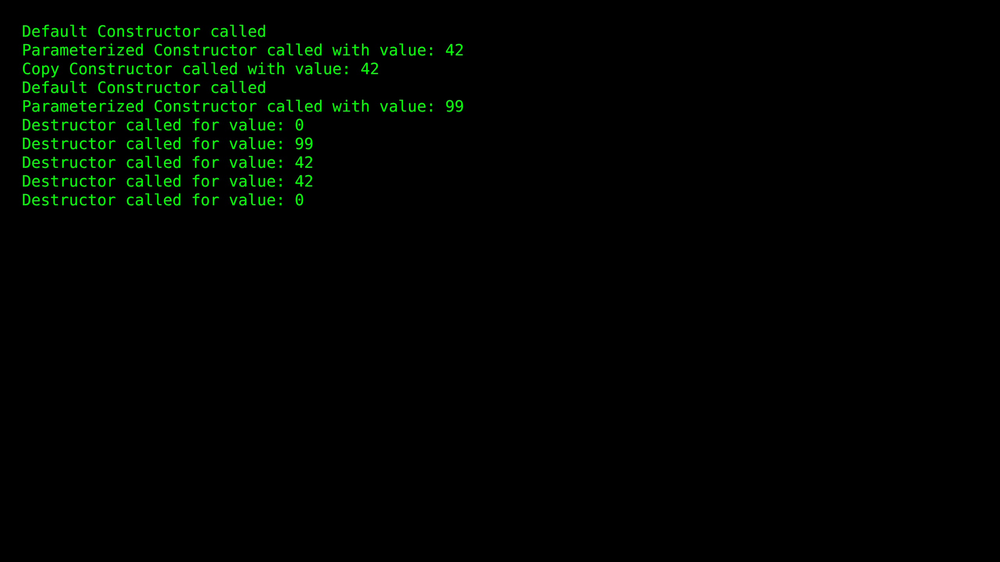 Default Constructor called
Parameterized Constructor called with value: 42
Copy Constructor called with value: 42
Default Constructor called
Parameterized Constructor called with value: 99
Destructor called for value: 0
Destructor called for value: 99
Destructor called for value: 42
Destructor called for value: 42
Destructor called for value: 0